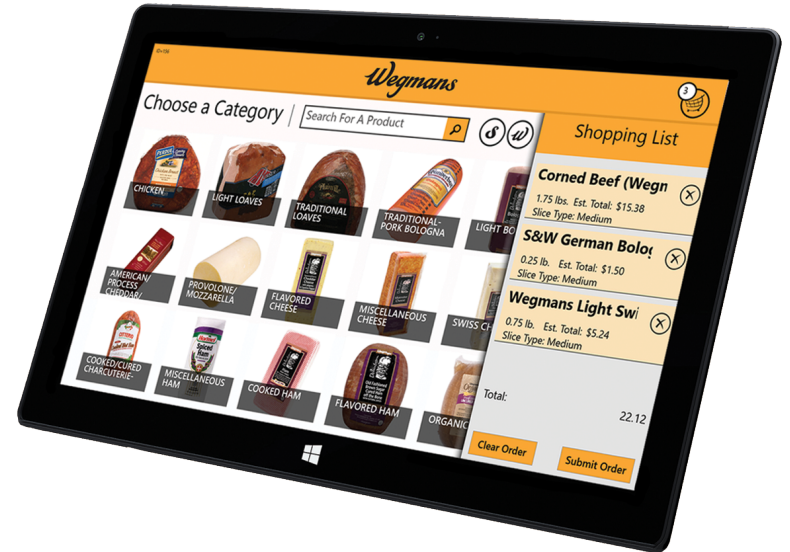 Wegmans
3
Choose a Category
Search For A Product
S
W
Shopping List
CHICKEN
LIGHT LOAVES
TRADITIONAL
LOAVES
TRADITIONAL-
PORK BOLOGNA
LIGHT BO
AMERICAN/
PROCESS
CHEDDAR/
PROVOLONE/
MOZZARELLA
FLAVORED
CHEESE
MISCELLANEOUS
CHEESE
SWISS CH
COOKED/CURED
CHARCUTERIE-
MISCELLANEOUS
HAM
COOKED HAM
FLAVORED HAM
ORGANIC
PERDUE
Spiced
Ham
Corned Beef (Wegn
1.75 lbs. Est. Total: $15.38
Slice Type: Medium
S&W German Bolog
0.25 lb. Est. Total: $1.50
Slice Type: Medium
Wegmans Light Swi
0.75 lb. Est. Total: $5.24
Slice Type: Medium
Total:
22.12
Clear Order
Submit Order